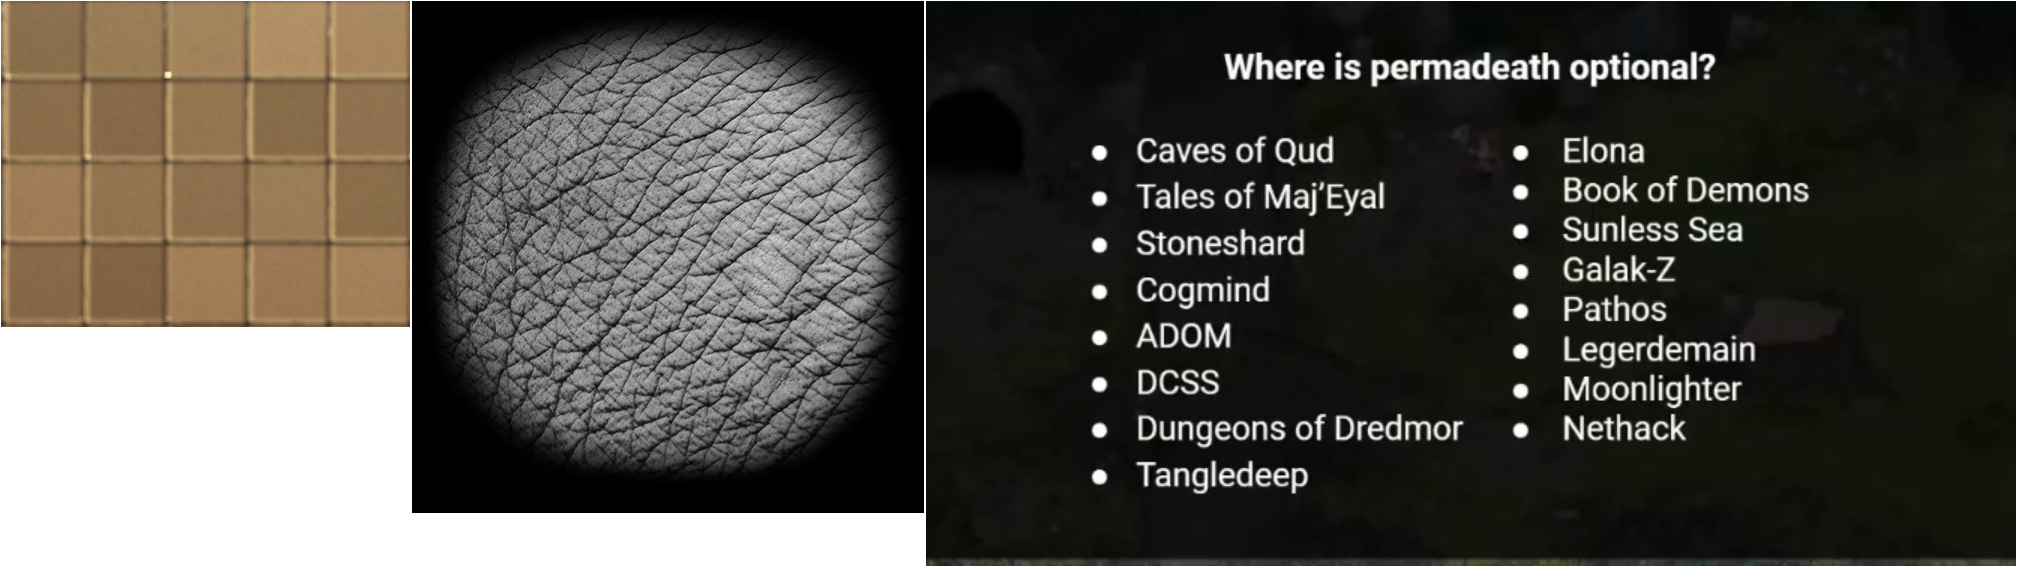 Where is permadeath optional?
Caves of Qud
Tales of Maj’Eyal
Stoneshard
Cogmind
ADOM
DCSS
Dungeons of Dredmor
Tangledeep
Elona
Book of Demons
Sunless Sea
Galak-Z
Pathos
Legerdemain
Moonlighter
Nethack